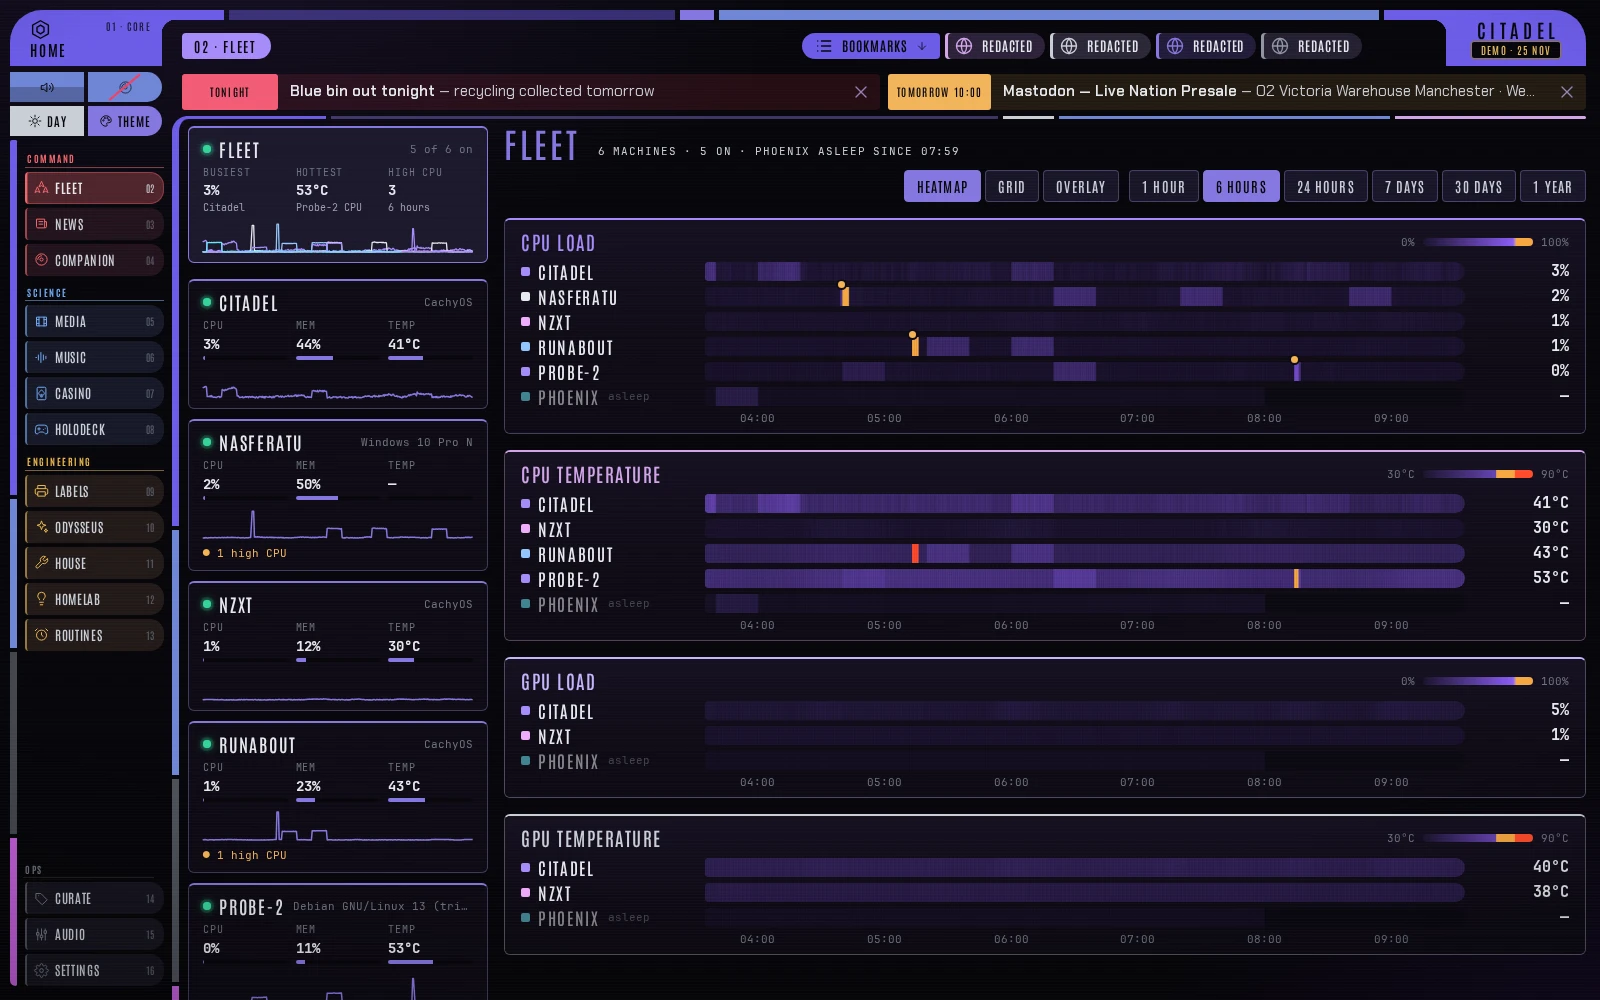 01 · CORE
HOME
02 · FLEET
BOOKMARKS
REDACTED
REDACTED
REDACTED
REDACTED
CITADEL
DEMO · 25 NOV
TONIGHT
Blue bin out tonight — recycling collected tomorrow
TOMORROW 10:00
Mastodon — Live Nation Presale — O2 Victoria Warehouse Manchester · We...
DAY
THEME
COMMAND
FLEET 02
NEWS 03
COMPANION 04
SCIENCE
MEDIA 05
MUSIC 06
CASINO 07
HOLODECK 08
ENGINEERING
LABELS 09
ODYSSEUS 10
HOUSE 11
HOMELAB 12
ROUTINES 13
OPS
CURATE 14
AUDIO 15
SETTINGS 16
FLEET 5 of 6 on
BUSIEST HOTTEST HIGH CPU
3% 53°C 3
Citadel Probe-2 CPU 6 hours
CITADEL CachyOS
CPU MEM TEMP
3% 44% 41°C
NASFERATU Windows 10 Pro N
CPU MEM TEMP
2% 50% —
1 high CPU
NZXT CachyOS
CPU MEM TEMP
1% 12% 30°C
RUNABOUT CachyOS
CPU MEM TEMP
1% 23% 43°C
1 high CPU
PROBE-2 Debian GNU/Linux 13 (tri…
CPU MEM TEMP
0% 11% 53°C
FLEET
6 MACHINES · 5 ON · PHOENIX ASLEEP SINCE 07:59
HEATMAP GRID OVERLAY 1 HOUR 6 HOURS 24 HOURS 7 DAYS 30 DAYS 1 YEAR
CPU LOAD 0% 100%
CITADEL 3%
NASFERATU 2%
NZXT 1%
RUNABOUT 1%
PROBE-2 0%
PHOENIX asleep —
04:00 05:00 06:00 07:00 08:00 09:00
CPU TEMPERATURE 30°C 90°C
CITADEL 41°C
NZXT 30°C
RUNABOUT 43°C
PROBE-2 53°C
PHOENIX asleep —
04:00 05:00 06:00 07:00 08:00 09:00
GPU LOAD 0% 100%
CITADEL 5%
NZXT 1%
PHOENIX asleep —
04:00 05:00 06:00 07:00 08:00 09:00
GPU TEMPERATURE 30°C 90°C
CITADEL 40°C
NZXT 38°C
PHOENIX asleep —
04:00 05:00 06:00 07:00 08:00 09:00